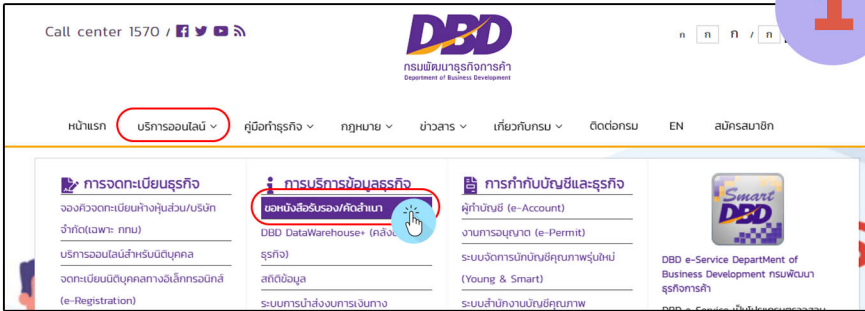 1
Call center 1570 /
DBD
กรมพัฒนาธุรกิจการค้า
Department of Business Development
ก ก ก / ก
หน้าแรก บริการออนไลน์ คู่มือทำธุรกิจ กฎหมาย ข่าวสาร เกี่ยวกับกรม ติดต่อกรม EN สมัครสมาชิก
การจดทะเบียนธุรกิจ
จองคิวจดทะเบียนห้างหุ้นส่วน/บริษัท
จำกัด(เฉพาะ กทม)
บริการออนไลน์สำหรับนิติบุคคล
จดทะเบียนนิติบุคคลทางอิเล็กทรอนิกส์
(e-Registration)
การบริการข้อมูลธุรกิจ
ขอหนังสือรับรอง/คัดสำเนา
DBD DataWarehouse+
ธุรกิจ)
สถิติข้อมูล
ระบบการนำส่งงบการเงินทาง
การกำกับบัญชีและธุรกิจ
ผู้ทำบัญชี (e-Account)
งานการอนุญาต (e-Permit)
ระบบจัดการนักบัญชีคุณภาพรุ่นใหม่
(Young & Smart)
ระบบสำนักงานบัญชีคุณภาพ
Smart
DBD
DBD e-Service DepartMent of
Business Development กรมพัฒนา
ธุรกิจการค้า